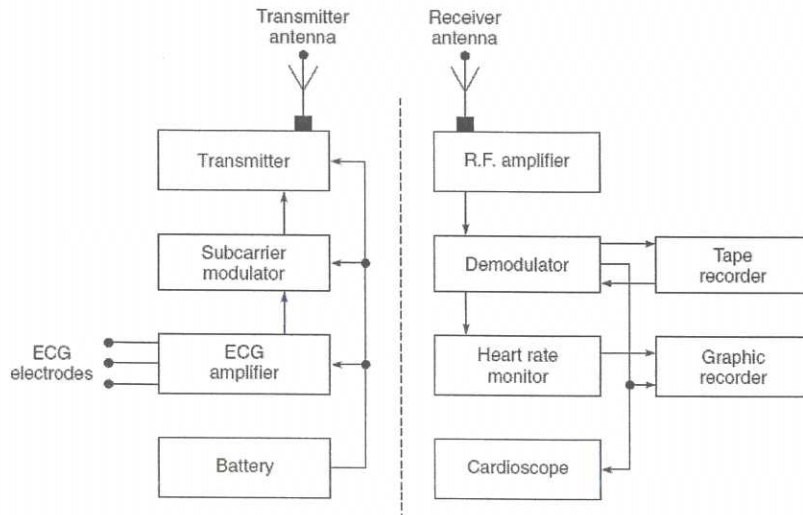 Transmitter
antenna
Receiver
antenna
Transmitter
R.F. amplifier
Subcarrier
modulator
Demodulator
Tape
recorder
ECG
electrodes
ECG
amplifier
Heart rate
monitor
Graphic
recorder
Battery
Cardioscope